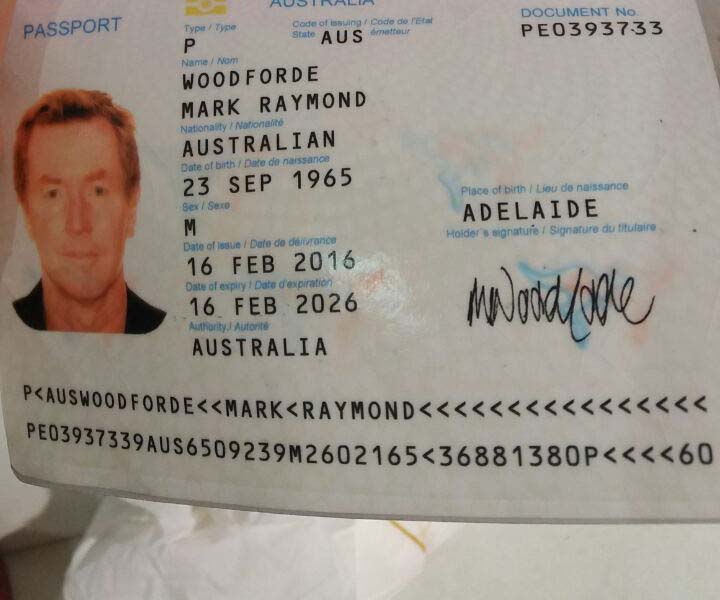 PASSPORT
AUSTRALIA
Type / Type
P
Code of issuing / Code de l'Etat
State AUS émetteur
DOCUMENT No.
PE0393733
Name / Nom
WOODFORDE
MARK RAYMOND
Nationality / Nationalité
AUSTRALIAN
Date of birth / Date de naissance
23 SEP 1965
Sex / Sexe
M
Place of birth / Lieu de naissance
ADELAIDE
Date of issue / Date de délivrance
16 FEB 2016
Holder's signature / Signature du titulaire
Date of expiry / Date d'expiration
16 FEB 2026
Authority / Autorité
AUSTRALIA
P<AUSWOODFORDE<<MARK<RAYMOND<<<<<<<<<<<<<<<<
PE03937339AUS6509239M2602165<36881380P<<<<60